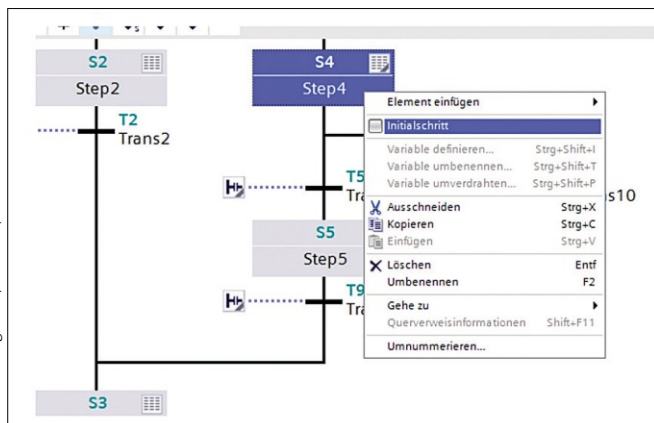 S2
Step2
T2
Trans2
S3
S4
Step4
T5
S5
Step5
T9
Element einfügen
Initialschritt
Variable definieren... Strg+Shift+I
Variable umbenennen... Strg+Shift+T
Variable umverdrahten... Strg+Shift+P
Ausschneiden Strg+X
Kopieren Strg+C
Einfügen Strg+V
Löschen Entf
Umbenennen F2
Gehe zu
Querverweisinformationen Shift+F11
Umnummerieren...